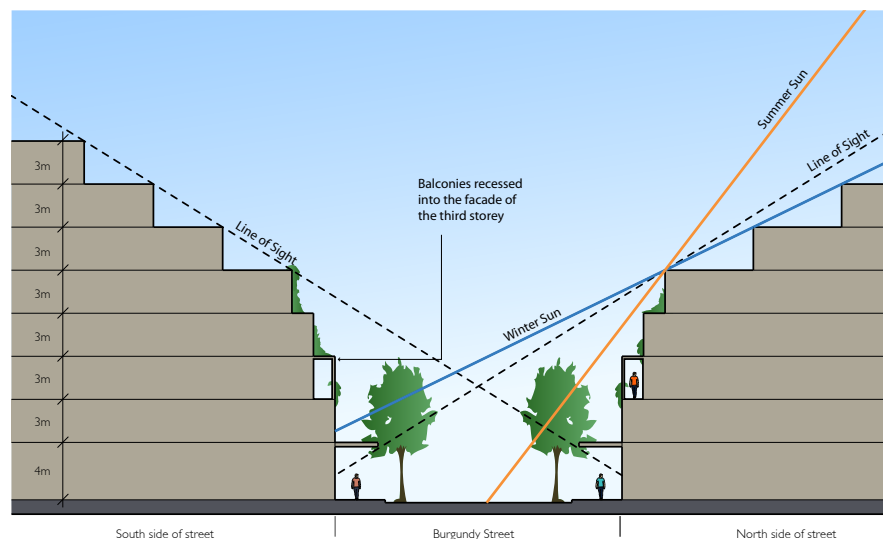 Summer Sun
Line of Sight
3m
Balconies recessed
into the facade of
the third storey
3m
Line of Sight
3m
3m
Winter Sun
3m
3m
3m
4m
South side of street
Burgundy Street
North side of street